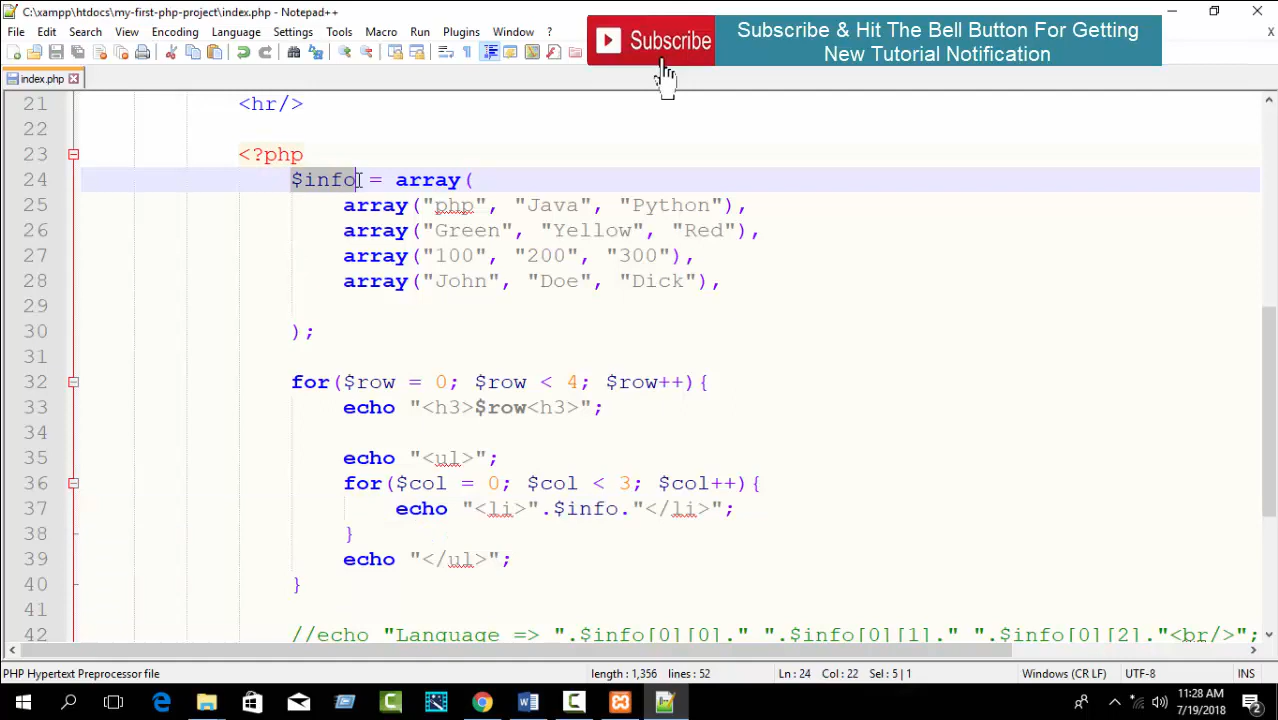 C:\xampp\htdocs\my-first-php-project\index.php - Notepad++
File Edit Search View Encoding Language Settings Tools Macro Run Plugins Window ? X
Subscribe
Subscribe & Hit The Bell Button For Getting
New Tutorial Notification
index.php
21 <hr/>
22
23 <?php
24 $info = array(
25 array("php", "Java", "Python"),
26 array("Green", "Yellow", "Red"),
27 array("100", "200", "300"),
28 array("John", "Doe", "Dick"),
29
30 );
31
32 for($row = 0; $row < 4; $row++){
33 echo "<h3>$row<h3>";
34
35 echo "<ul>";
36 for($col = 0; $col < 3; $col++){
37 echo "<li>".$info."</li>";
38 }
39 echo "</ul>";
40 }
41
42 //echo "Language => ".$info[0][0]." ".$info[0][1]." ".$info[0][2]."<br/>";
PHP Hypertext Preprocessor file length : 1,356 lines : 52 Ln : 24 Col : 22 Sel : 5 | 1 Windows (CR LF) UTF-8 INS
11:28 AM
7/19/2018
2